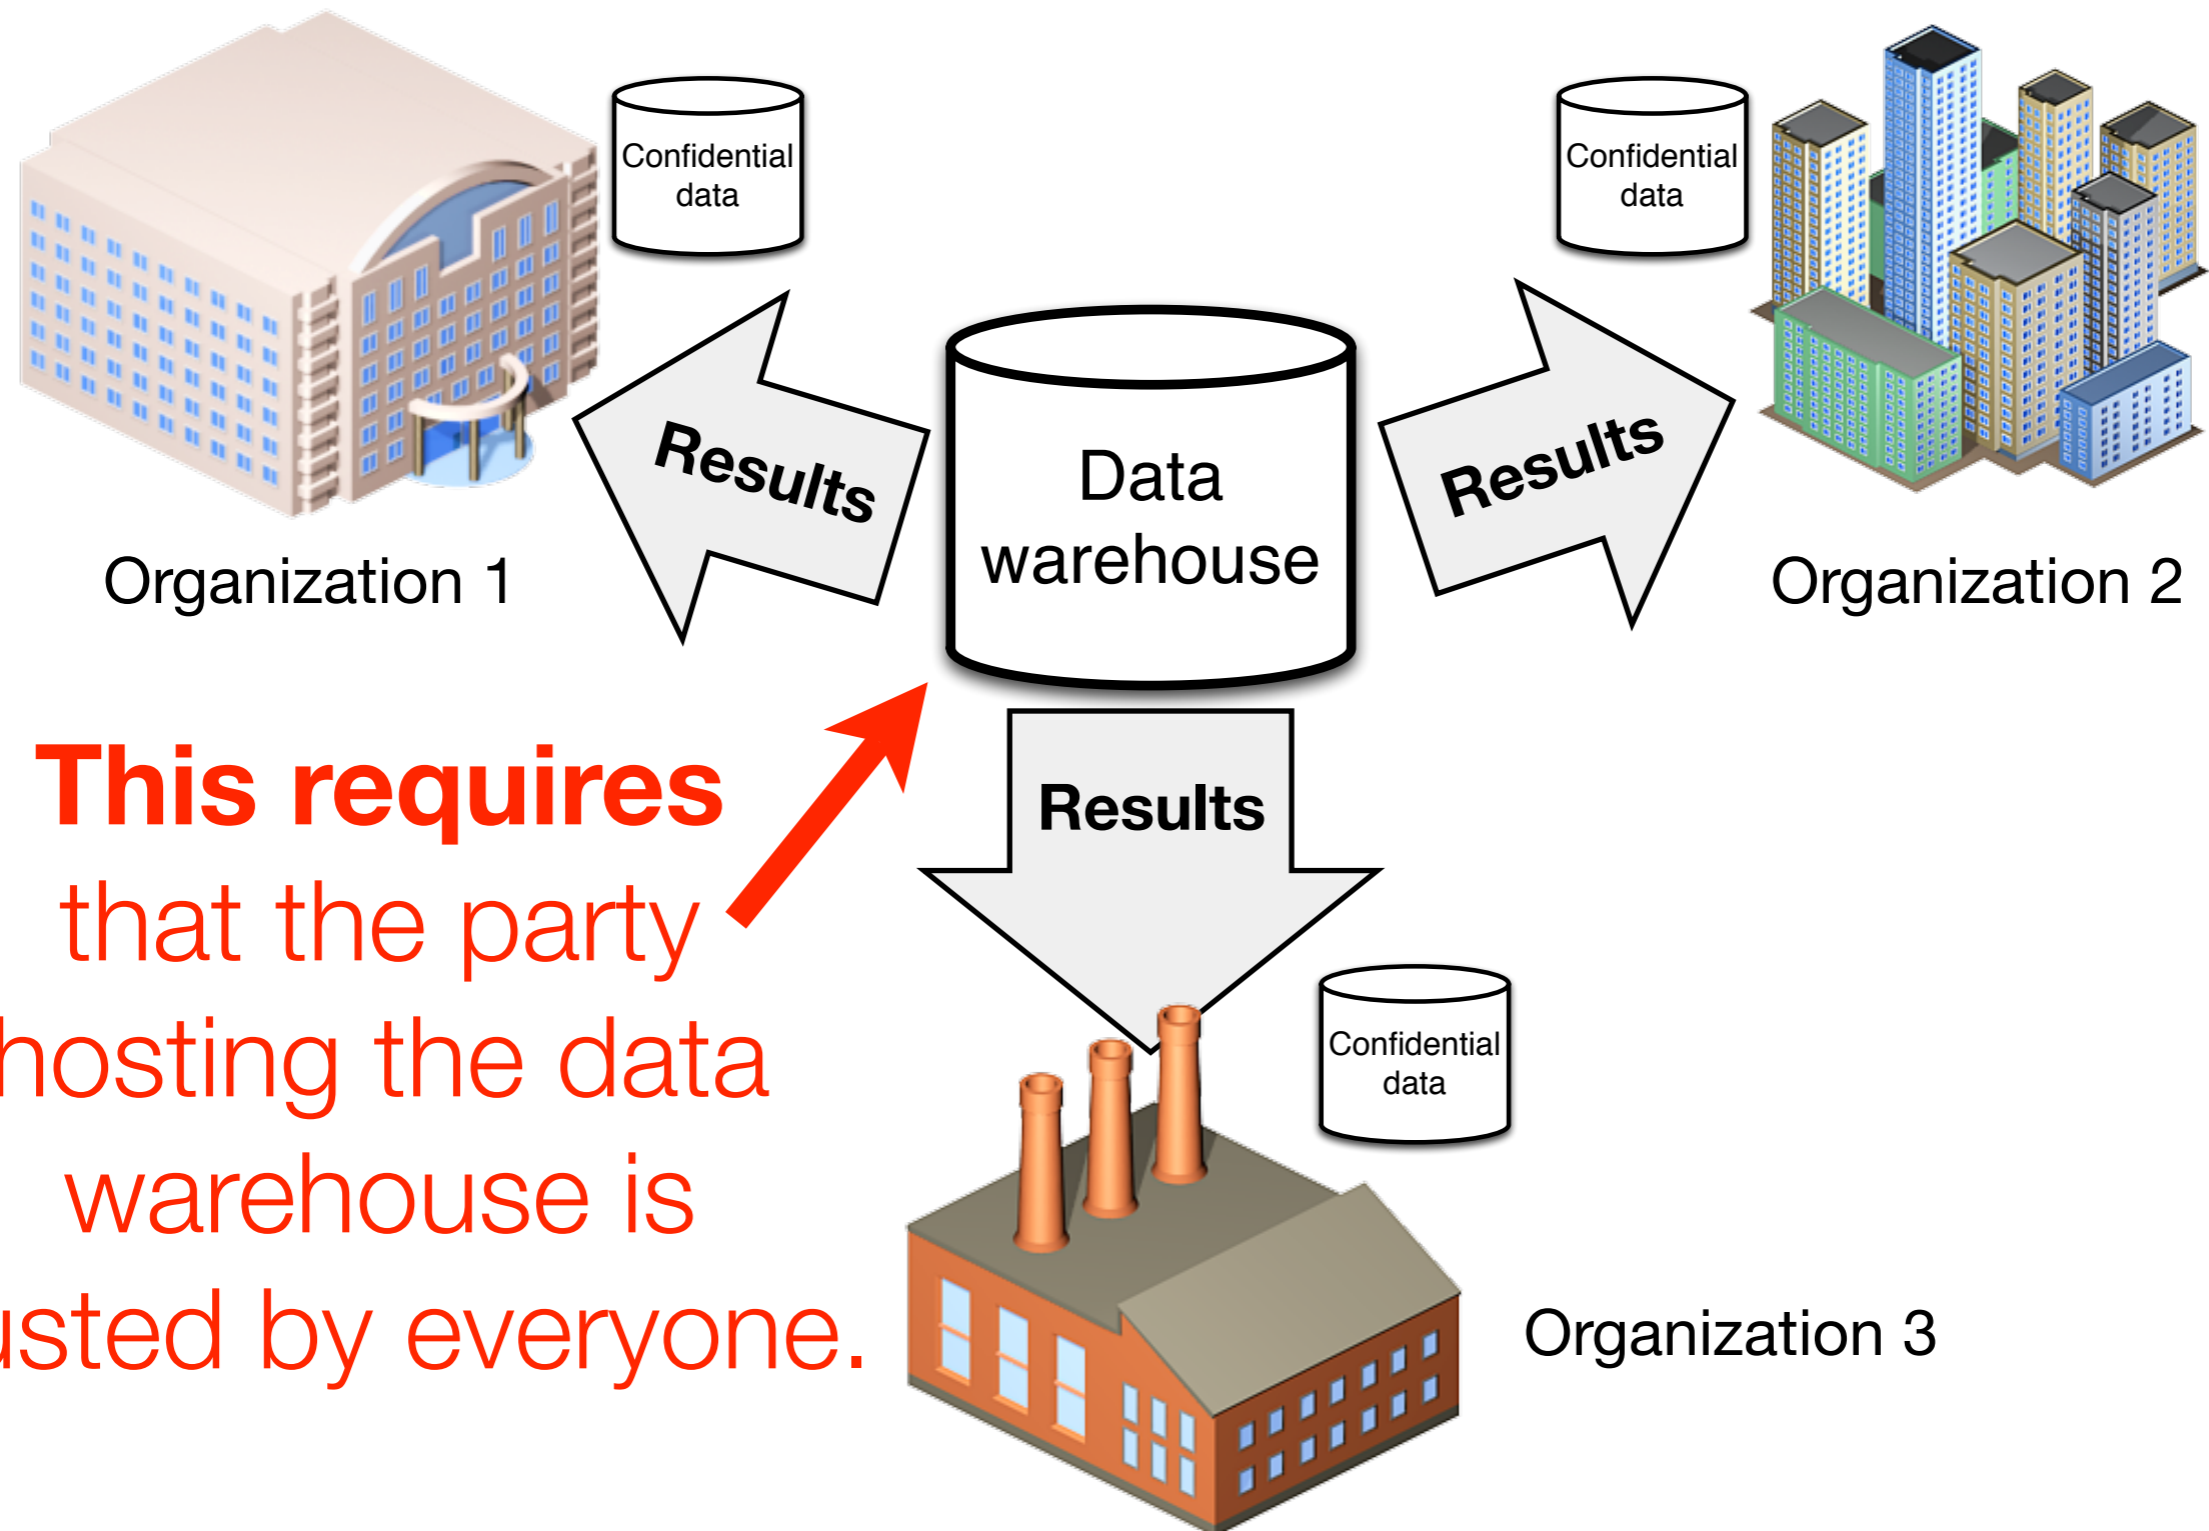 Confidential
data
Confidential
data
Results
Data
warehouse
Results
Organization 1
Organization 2
This requires
that the party
hosting the data
warehouse is
usted by everyone.
Results
Confidential
data
Organization 3